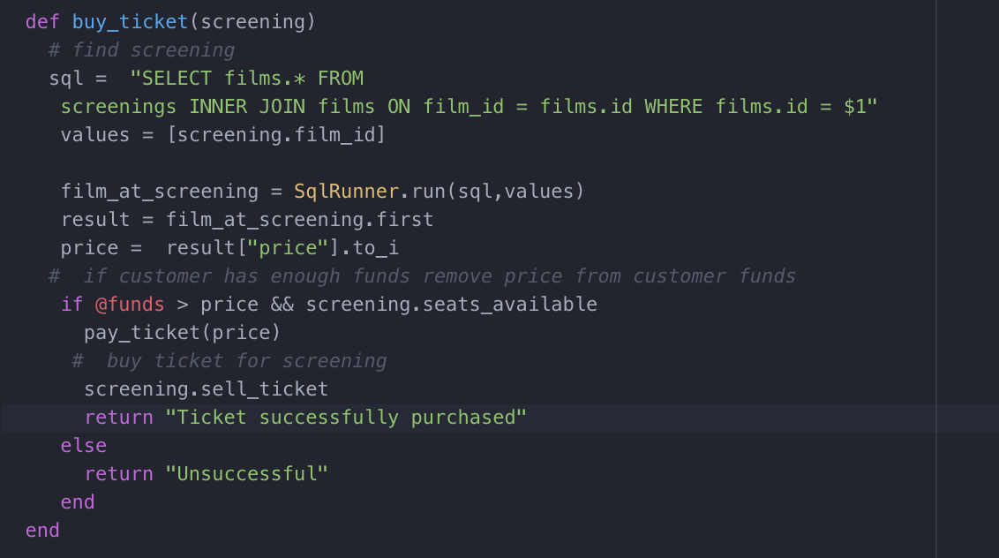 def buy_ticket(screening)
# find screening
sql =  "SELECT films.* FROM
screenings INNER JOIN films ON film_id = films.id WHERE films.id = $1"
values = [screening.film_id]
film_at_screening = SqlRunner.run(sql,values)
result = film_at_screening.first
price =  result["price"].to_i
#  if customer has enough funds remove price from customer funds
if @funds > price && screening.seats_available
pay_ticket(price)
#  buy ticket for screening
screening.sell_ticket
return "Ticket successfully purchased"
else
return "Unsuccessful"
end
end